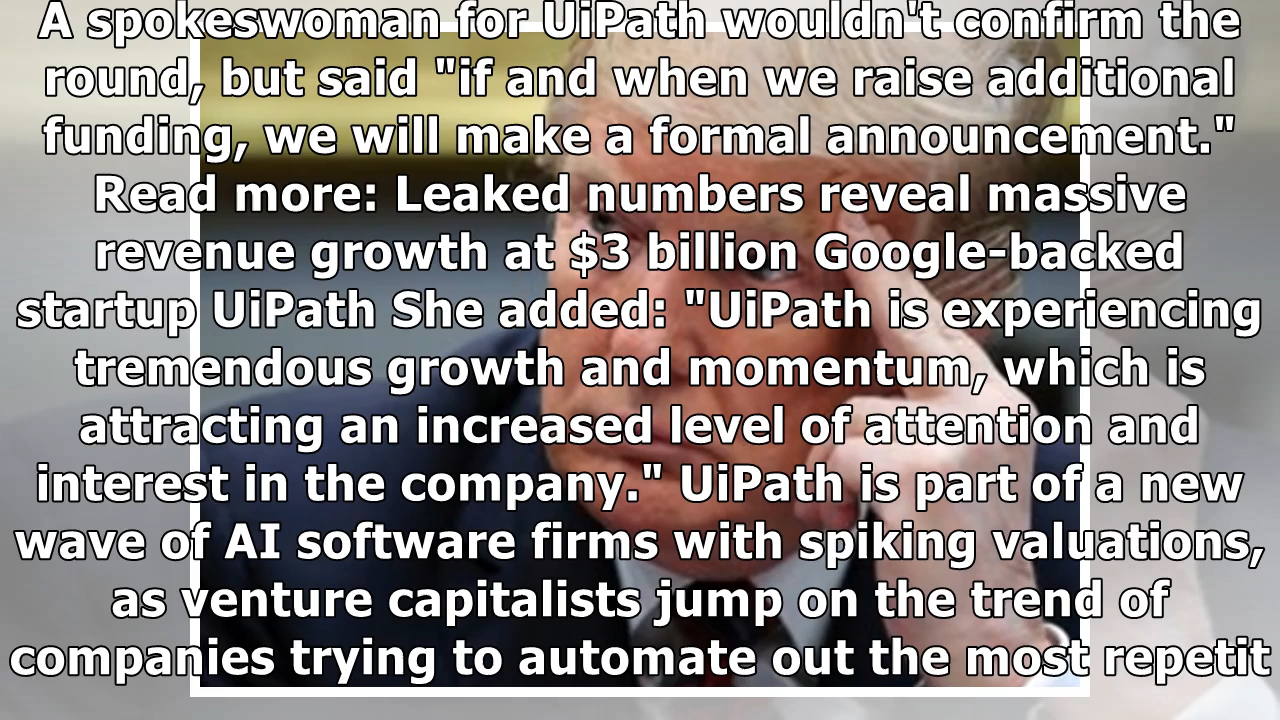 A spokeswoman for UiPath wouldn't confirm the
round, but said "if and when we raise additional
funding, we will make a formal announcement."
Read more: Leaked numbers reveal massive
revenue growth at $3 billion Google-backed
startup UiPath She added: "UiPath is experiencing
tremendous growth and momentum, which is
attracting an increased level of attention and
interest in the company." UiPath is part of a new
wave of AI software firms with spiking valuations,
as venture capitalists jump on the trend of
companies trying to automate out the most repetit